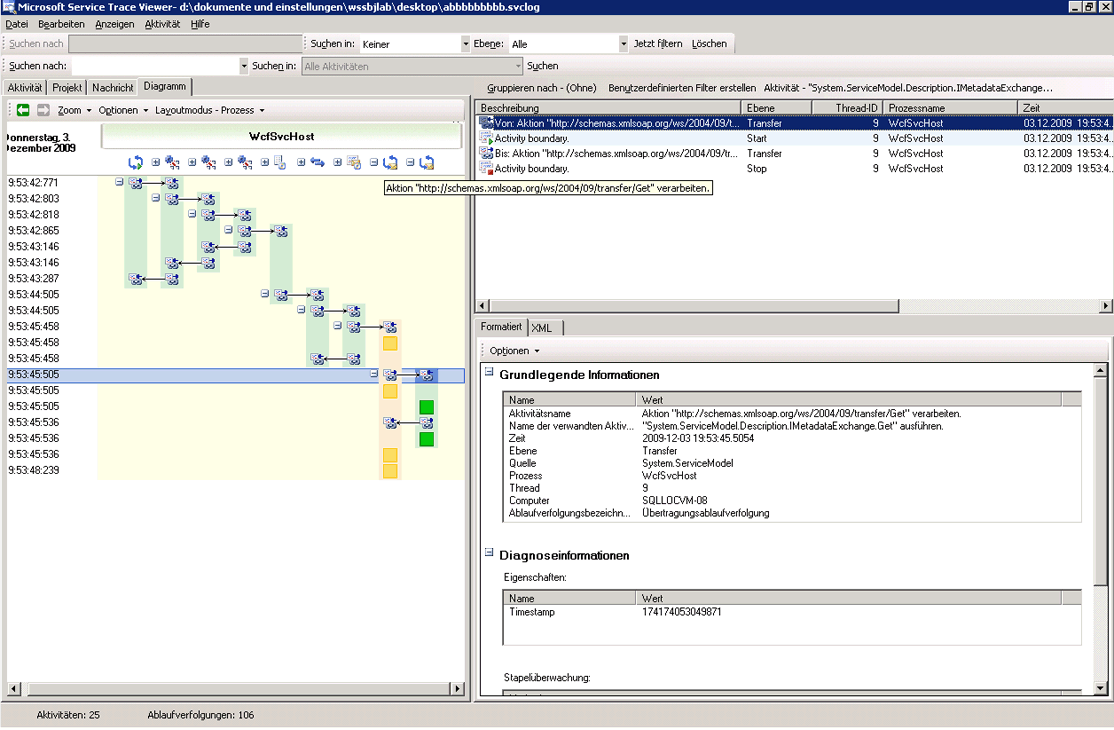 Microsoft Service Trace Viewer- d:\dokumente und einstellungen\wssbjlab\desktop\abbbbbbbbb.svclog
Datei Bearbeiten Anzeigen Aktivität Hilfe
Suchen nach Suchen in: Keiner Ebene: Alle Jetzt filtern Löschen
Suchen nach: Suchen in: Alle Aktivitäten Suchen
Aktivität Projekt Nachricht Diagramm
Zoom Optionen Layoutmodus - Prozess
Donnerstag, 3. Dezember 2009
WcfSvcHost
9:53:42:771
9:53:42:803
9:53:42:818
9:53:42:865
9:53:43:146
9:53:43:146
9:53:43:287
9:53:44:505
9:53:44:505
9:53:45:458
9:53:45:458
9:53:45:458
9:53:45:505
9:53:45:505
9:53:45:505
9:53:45:536
9:53:45:536
9:53:45:536
9:53:48:239
Aktion "http://schemas.xmlsoap.org/ws/2004/09/transfer/Get" verarbeiten.
Aktivitäten: 25 Ablaufverfolgungen: 106
Gruppieren nach - (Ohne) Benutzerdefinierten Filter erstellen Aktivität - "System.ServiceModel.Description.IMetadataExchange...
Beschreibung Ebene Thread-ID Prozessname Zeit
Von: Aktion "http://schemas.xmlsoap.org/ws/2004/09/t... Transfer 9 WcfSvcHost 03.12.2009 19:53:4...
Activity boundary. Start 9 WcfSvcHost 03.12.2009 19:53:4...
Bis: Aktion "http://schemas.xmlsoap.org/ws/2004/09/tr... Transfer 9 WcfSvcHost 03.12.2009 19:53:4...
Activity boundary. Stop 9 WcfSvcHost 03.12.2009 19:53:4...
Formatiert XML
Optionen
Grundlegende Informationen
Name Wert
Aktivitätsname Aktion "http://schemas.xmlsoap.org/ws/2004/09/transfer/Get" verarbeiten.
Name der verwandten Aktiv... "System.ServiceModel.Description.IMetadataExchange.Get" ausführen.
Zeit 2009-12-03 19:53:45.5054
Ebene Transfer
Quelle System.ServiceModel
Prozess WcfSvcHost
Thread 9
Computer SQLLOCVM-08
Ablaufverfolgungsbezeichn... Übertragungsablaufverfolgung
Diagnoseinformationen
Eigenschaften:
Name Wert
Timestamp 174174053049871
Stapelüberwachung: